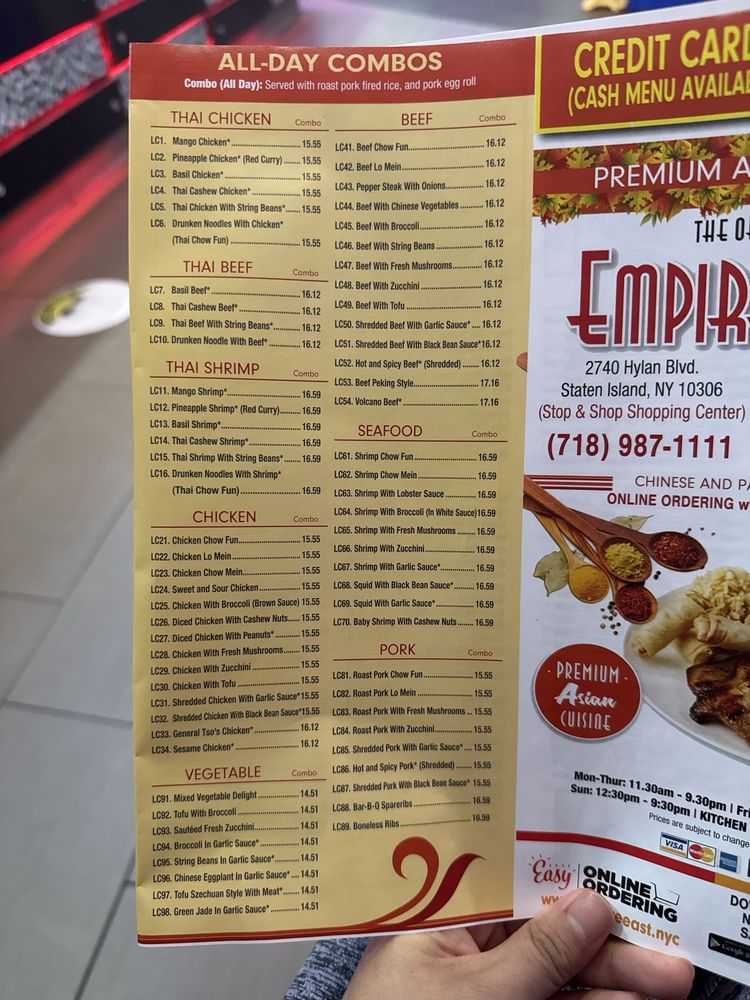 ALL-DAY COMBOS
Combo (All Day): Served with roast pork fired rice, and pork egg roll
THAI CHICKEN Combo
LC1. Mango Chicken* 15.55
LC2. Pineapple Chicken* (Red Curry) 15.55
LC3. Basil Chicken* 15.55
LC4. Thai Cashew Chicken* 15.55
LC5. Thai Chicken With String Beans* 15.55
LC6. Drunken Noodles With Chicken*
(Thai Chow Fun) 15.55
THAI BEEF Combo
LC7. Basil Beef* 16.12
LC8. Thai Cashew Beef* 16.12
LC9. Thai Beef With String Beans* 16.12
LC10. Drunken Noodle With Beef* 16.12
THAI SHRIMP Combo
LC11. Mango Shrimp* 16.59
LC12. Pineapple Shrimp* (Red Curry) 16.59
LC13. Basil Shrimp* 16.59
LC14. Thai Cashew Shrimp* 16.59
LC15. Thai Shrimp With String Beans* 16.59
LC16. Drunken Noodles With Shrimp*
(Thai Chow Fun) 16.59
CHICKEN Combo
LC21. Chicken Chow Fun 15.55
LC22. Chicken Lo Mein 15.55
LC23. Chicken Chow Mein 15.55
LC24. Sweet and Sour Chicken 15.55
LC25. Chicken With Broccoli (Brown Sauce) 15.55
LC26. Diced Chicken With Cashew Nuts 15.55
LC27. Diced Chicken With Peanuts* 15.55
LC28. Chicken With Fresh Mushrooms 15.55
LC29. Chicken With Zucchini 15.55
LC30. Chicken With Tofu 15.55
LC31. Shredded Chicken With Garlic Sauce* 15.55
LC32. Shredded Chicken With Black Bean Sauce* 15.55
LC33. General Tso's Chicken* 16.12
LC34. Sesame Chicken* 16.12
VEGETABLE Combo
LC91. Mixed Vegetable Delight 14.51
LC92. Tofu With Broccoli 14.51
LC93. Sautéed Fresh Zucchini 14.51
LC94. Broccoli In Garlic Sauce* 14.51
LC95. String Beans In Garlic Sauce* 14.51
LC96. Chinese Eggplant In Garlic Sauce* 14.51
LC97. Tofu Szechuan Style With Meat* 14.51
LC98. Green Jade In Garlic Sauce* 14.51
BEEF Combo
LC41. Beef Chow Fun 16.12
LC42. Beef Lo Mein 16.12
LC43. Pepper Steak With Onions 16.12
LC44. Beef With Chinese Vegetables 16.12
LC45. Beef With Broccoli 16.12
LC46. Beef With String Beans 16.12
LC47. Beef With Fresh Mushrooms 16.12
LC48. Beef With Zucchini 16.12
LC49. Beef With Tofu 16.12
LC50. Shredded Beef With Garlic Sauce* 16.12
LC51. Shredded Beef With Black Bean Sauce* 16.12
LC52. Hot and Spicy Beef* (Shredded) 16.12
LC53. Beef Peking Style 17.16
LC54. Volcano Beef* 17.16
SEAFOOD Combo
LC61. Shrimp Chow Fun 16.59
LC62. Shrimp Chow Mein 16.59
LC63. Shrimp With Lobster Sauce 16.59
LC64. Shrimp With Broccoli (In White Sauce) 16.59
LC65. Shrimp With Fresh Mushrooms 16.59
LC66. Shrimp With Zucchini 16.59
LC67. Shrimp With Garlic Sauce* 16.59
LC68. Squid With Black Bean Sauce* 16.59
LC69. Squid With Garlic Sauce* 16.59
LC70. Baby Shrimp With Cashew Nuts 16.59
PORK Combo
LC81. Roast Pork Chow Fun 15.55
LC82. Roast Pork Lo Mein 15.55
LC83. Roast Pork With Fresh Mushrooms 15.55
LC84. Roast Pork With Zucchini 15.55
LC85. Shredded Pork With Garlic Sauce* 15.55
LC86. Hot and Spicy Pork* (Shredded) 15.55
LC87. Shredded Pork With Black Bean Sauce* 15.55
LC88. Bar-B-Q Spareribs 16.59
LC89. Boneless Ribs 16.59
CREDIT CAR
(CASH MENU AVAILA
PREMIUM A
THE O
EMPIR
2740 Hylan Blvd.
Staten Island, NY 10306
(Stop & Shop Shopping Center)
(718) 987-1111
CHINESE AND PA
ONLINE ORDERING w
PREMIUM
Asian
CUISINE
Mon-Thur: 11.30am - 9.30pm | Fri
Sun: 12:30pm - 9:30pm | KITCHEN
Prices are subject to change
VISA
Easy ONLINE
ORDERING
eeast.nyc
DO
N